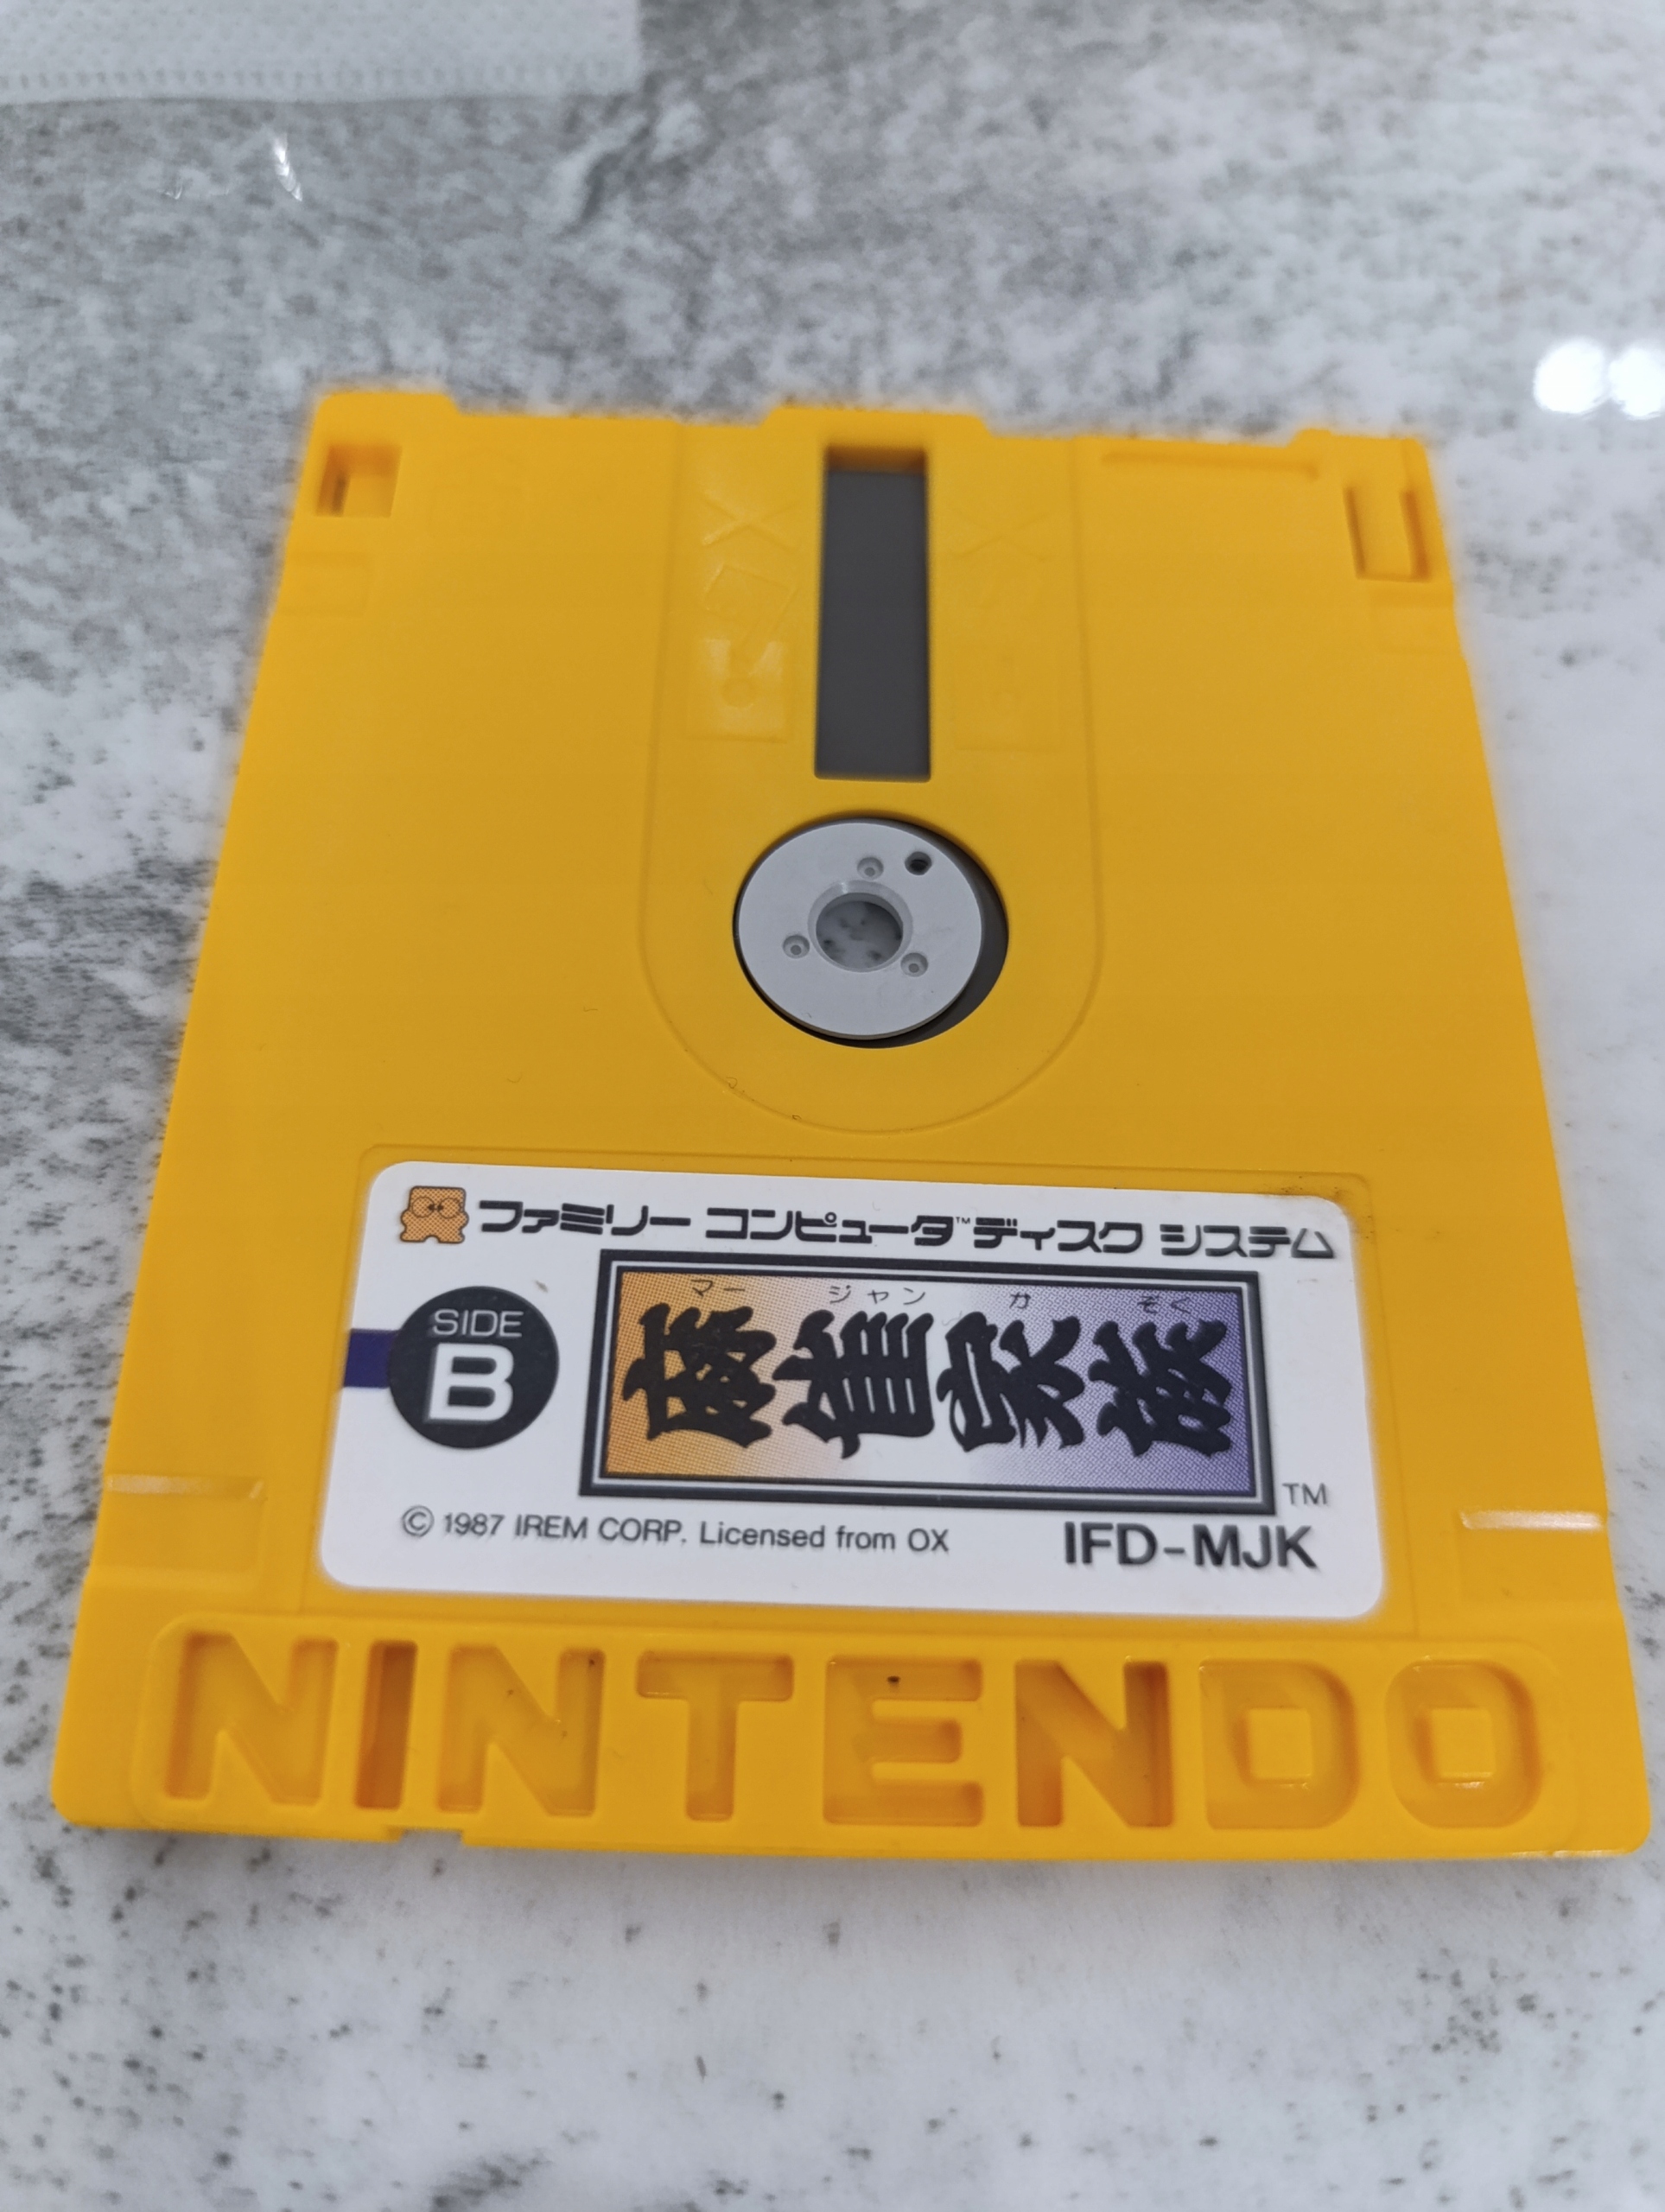 ファミリー コンピュータ™ ディスク システム
SIDE
B
マー ジャン か ぞく
麻雀家族
TM
© 1987 IREM CORP. Licensed from OX
IFD-MJK
NINTENDO